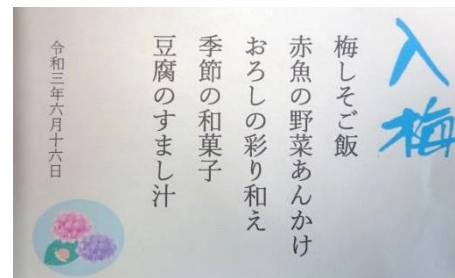 入梅
梅しそご飯
赤魚の野菜あんかけ
おろしの彩り和え
季節の和菓子
豆腐のすまし汁
令和三年六月十六日